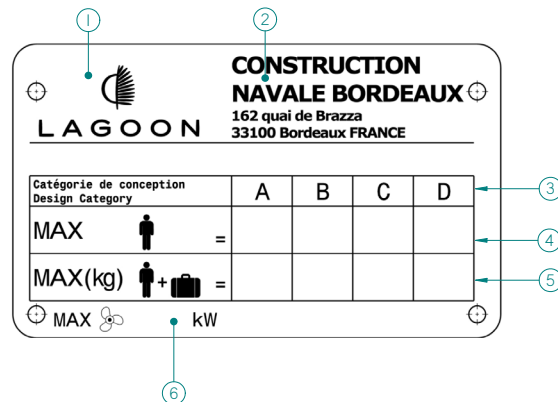 1
2
CONSTRUCTION
NAVALE BORDEAUX
162 quai de Brazza
33100 Bordeaux FRANCE
LAGOON
Catégorie de conception
Design Category
A B C D
3
MAX =
4
MAX(kg) + =
5
MAX kW
6